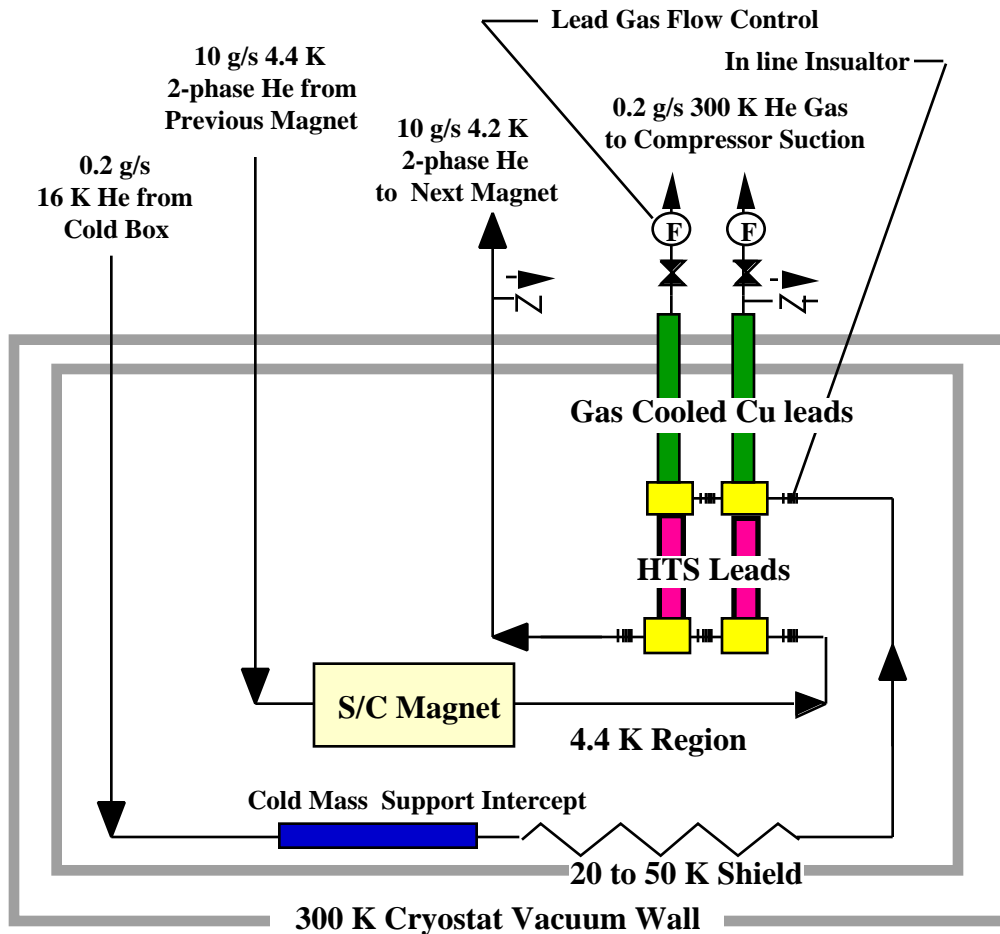 Lead Gas Flow Control
10 g/s 4.4 K
2-phase He from
Previous Magnet
In line Insualtor
0.2 g/s 300 K He Gas
to Compressor Suction
10 g/s 4.2 K
2-phase He
to Next Magnet
0.2 g/s
16 K He from
Cold Box
F
F
Gas Cooled Cu leads
HTS Leads
S/C Magnet
4.4 K Region
Cold Mass Support Intercept
20 to 50 K Shield
300 K Cryostat Vacuum Wall